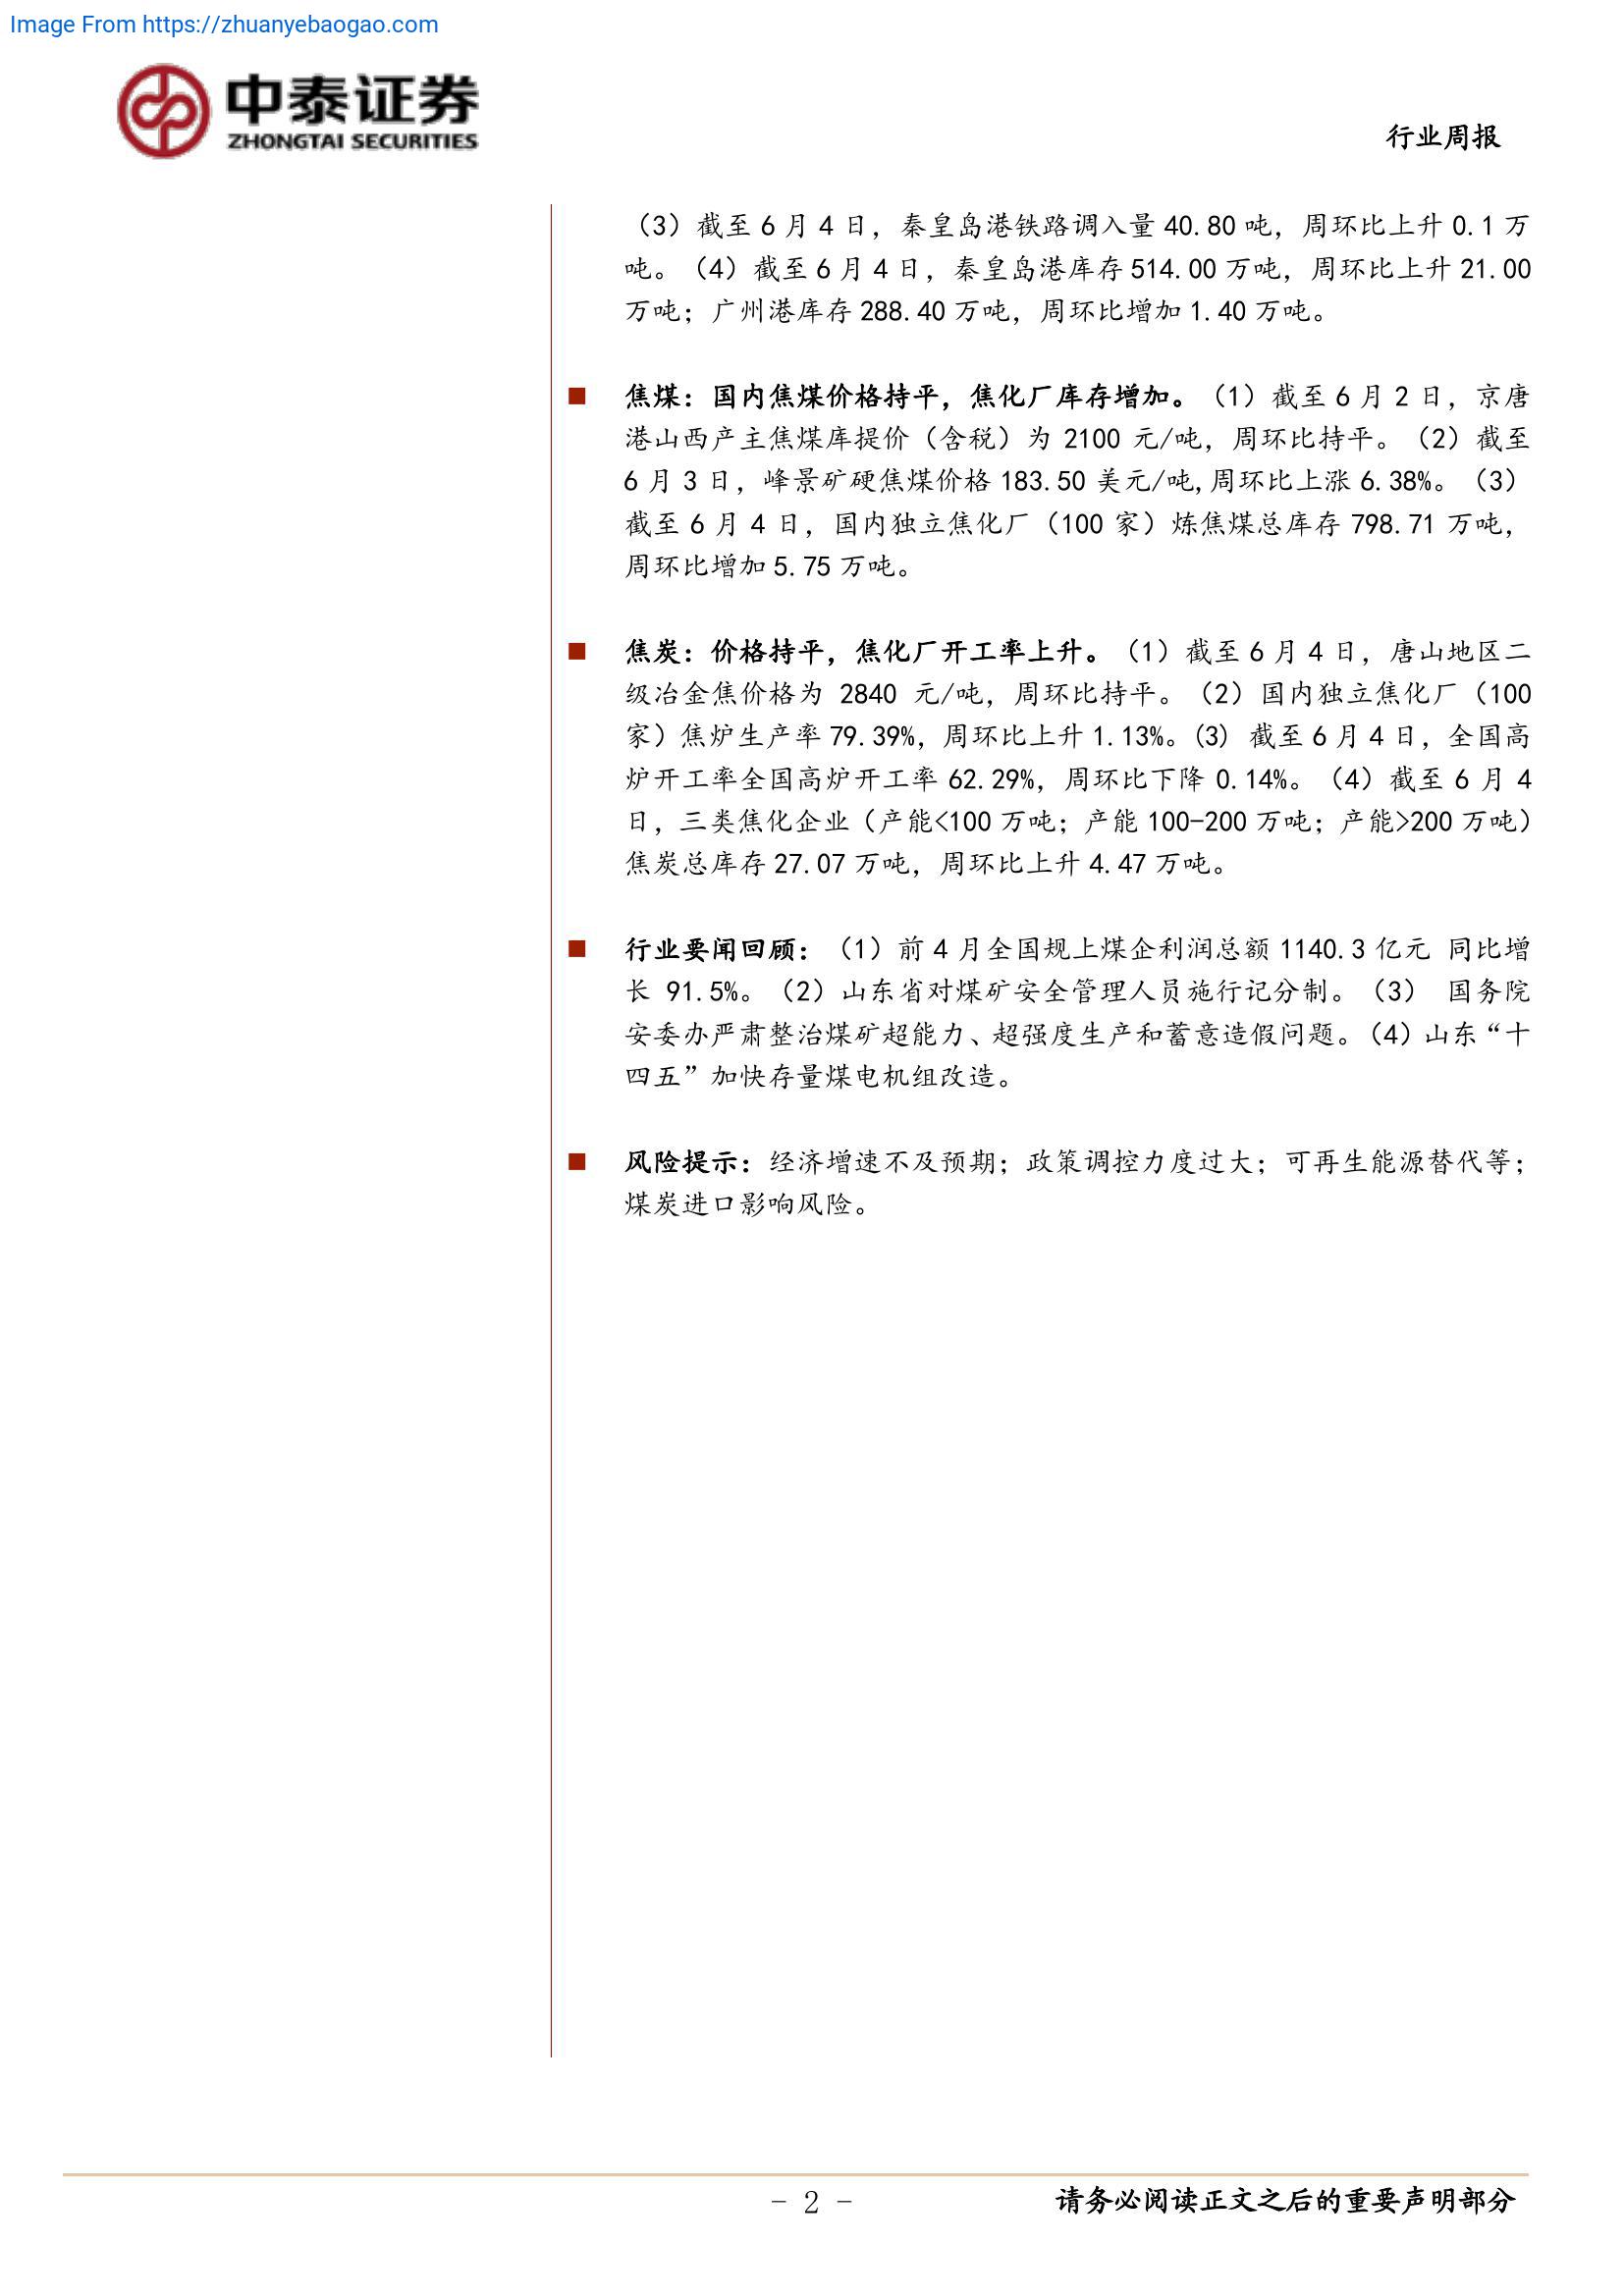 Image From https://zhuanyebaogao.com
中泰证券
ZHONGTAI SECURITIES
行业周报
（3）截至 6 月 4 日，秦皇岛港铁路调入量 40.80 吨，周环比上升 0.1 万
吨。（4）截至 6 月 4 日，秦皇岛港库存 514.00 万吨，周环比上升 21.00
万吨；广州港库存 288.40 万吨，周环比增加 1.40 万吨。
■ 焦煤：国内焦煤价格持平，焦化厂库存增加。（1）截至 6 月 2 日，京唐
港山西产主焦煤库提价（含税）为 2100 元/吨，周环比持平。（2）截至
6 月 3 日，峰景矿硬焦煤价格 183.50 美元/吨,周环比上涨 6.38%。（3）
截至 6 月 4 日，国内独立焦化厂（100 家）炼焦煤总库存 798.71 万吨，
周环比增加 5.75 万吨。
■ 焦炭：价格持平，焦化厂开工率上升。（1）截至 6 月 4 日，唐山地区二
级冶金焦价格为 2840 元/吨，周环比持平。（2）国内独立焦化厂（100
家）焦炉生产率 79.39%，周环比上升 1.13%。(3) 截至 6 月 4 日，全国高
炉开工率全国高炉开工率 62.29%，周环比下降 0.14%。（4）截至 6 月 4
日，三类焦化企业（产能<100 万吨；产能 100-200 万吨；产能>200 万吨）
焦炭总库存 27.07 万吨，周环比上升 4.47 万吨。
■ 行业要闻回顾：（1）前 4 月全国规上煤企利润总额 1140.3 亿元 同比增
长 91.5%。（2）山东省对煤矿安全管理人员施行记分制。（3） 国务院
安委办严肃整治煤矿超能力、超强度生产和蓄意造假问题。（4）山东“十
四五”加快存量煤电机组改造。
■ 风险提示：经济增速不及预期；政策调控力度过大；可再生能源替代等；
煤炭进口影响风险。
- 2 -
请务必阅读正文之后的重要声明部分